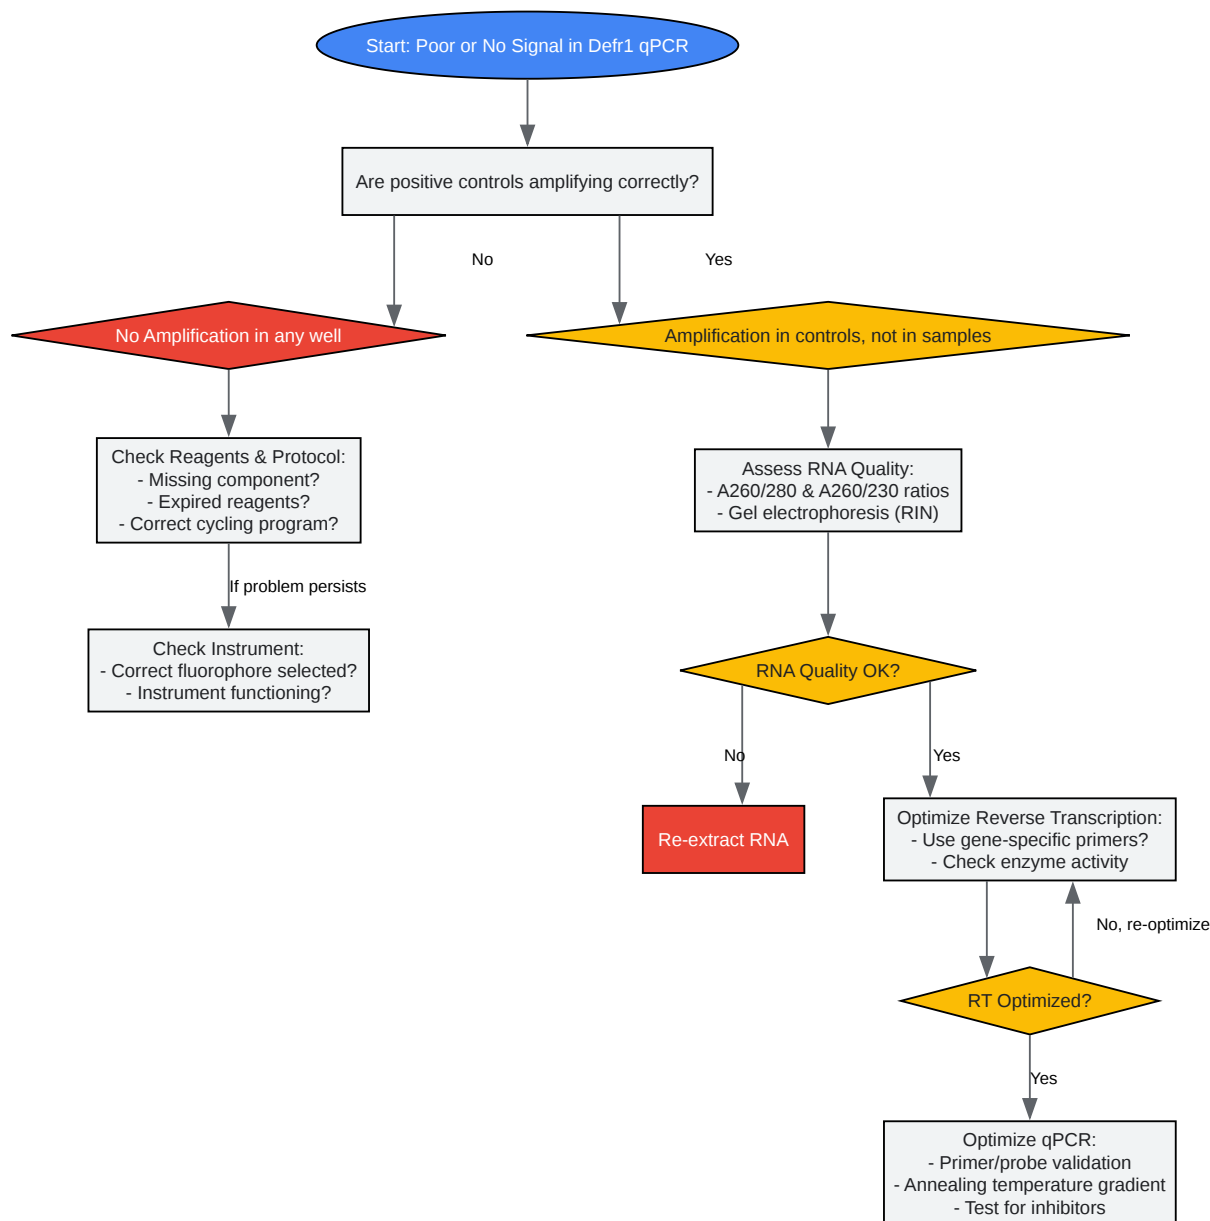 Start: Poor or No Signal in Defr1 qPCR
Are positive controls amplifying correctly?
No
Yes
No Amplification in any well
Amplification in controls, not in samples
Check Reagents & Protocol:
- Missing component?
- Expired reagents?
- Correct cycling program?
Assess RNA Quality:
- A260/280 & A260/230 ratios
- Gel electrophoresis (RIN)
If problem persists
Check Instrument:
- Correct fluorophore selected?
- Instrument functioning?
RNA Quality OK?
No
Yes
Re-extract RNA
Optimize Reverse Transcription:
- Use gene-specific primers?
- Check enzyme activity
No, re-optimize
RT Optimized?
Yes
Optimize qPCR:
- Primer/probe validation
- Annealing temperature gradient
- Test for inhibitors